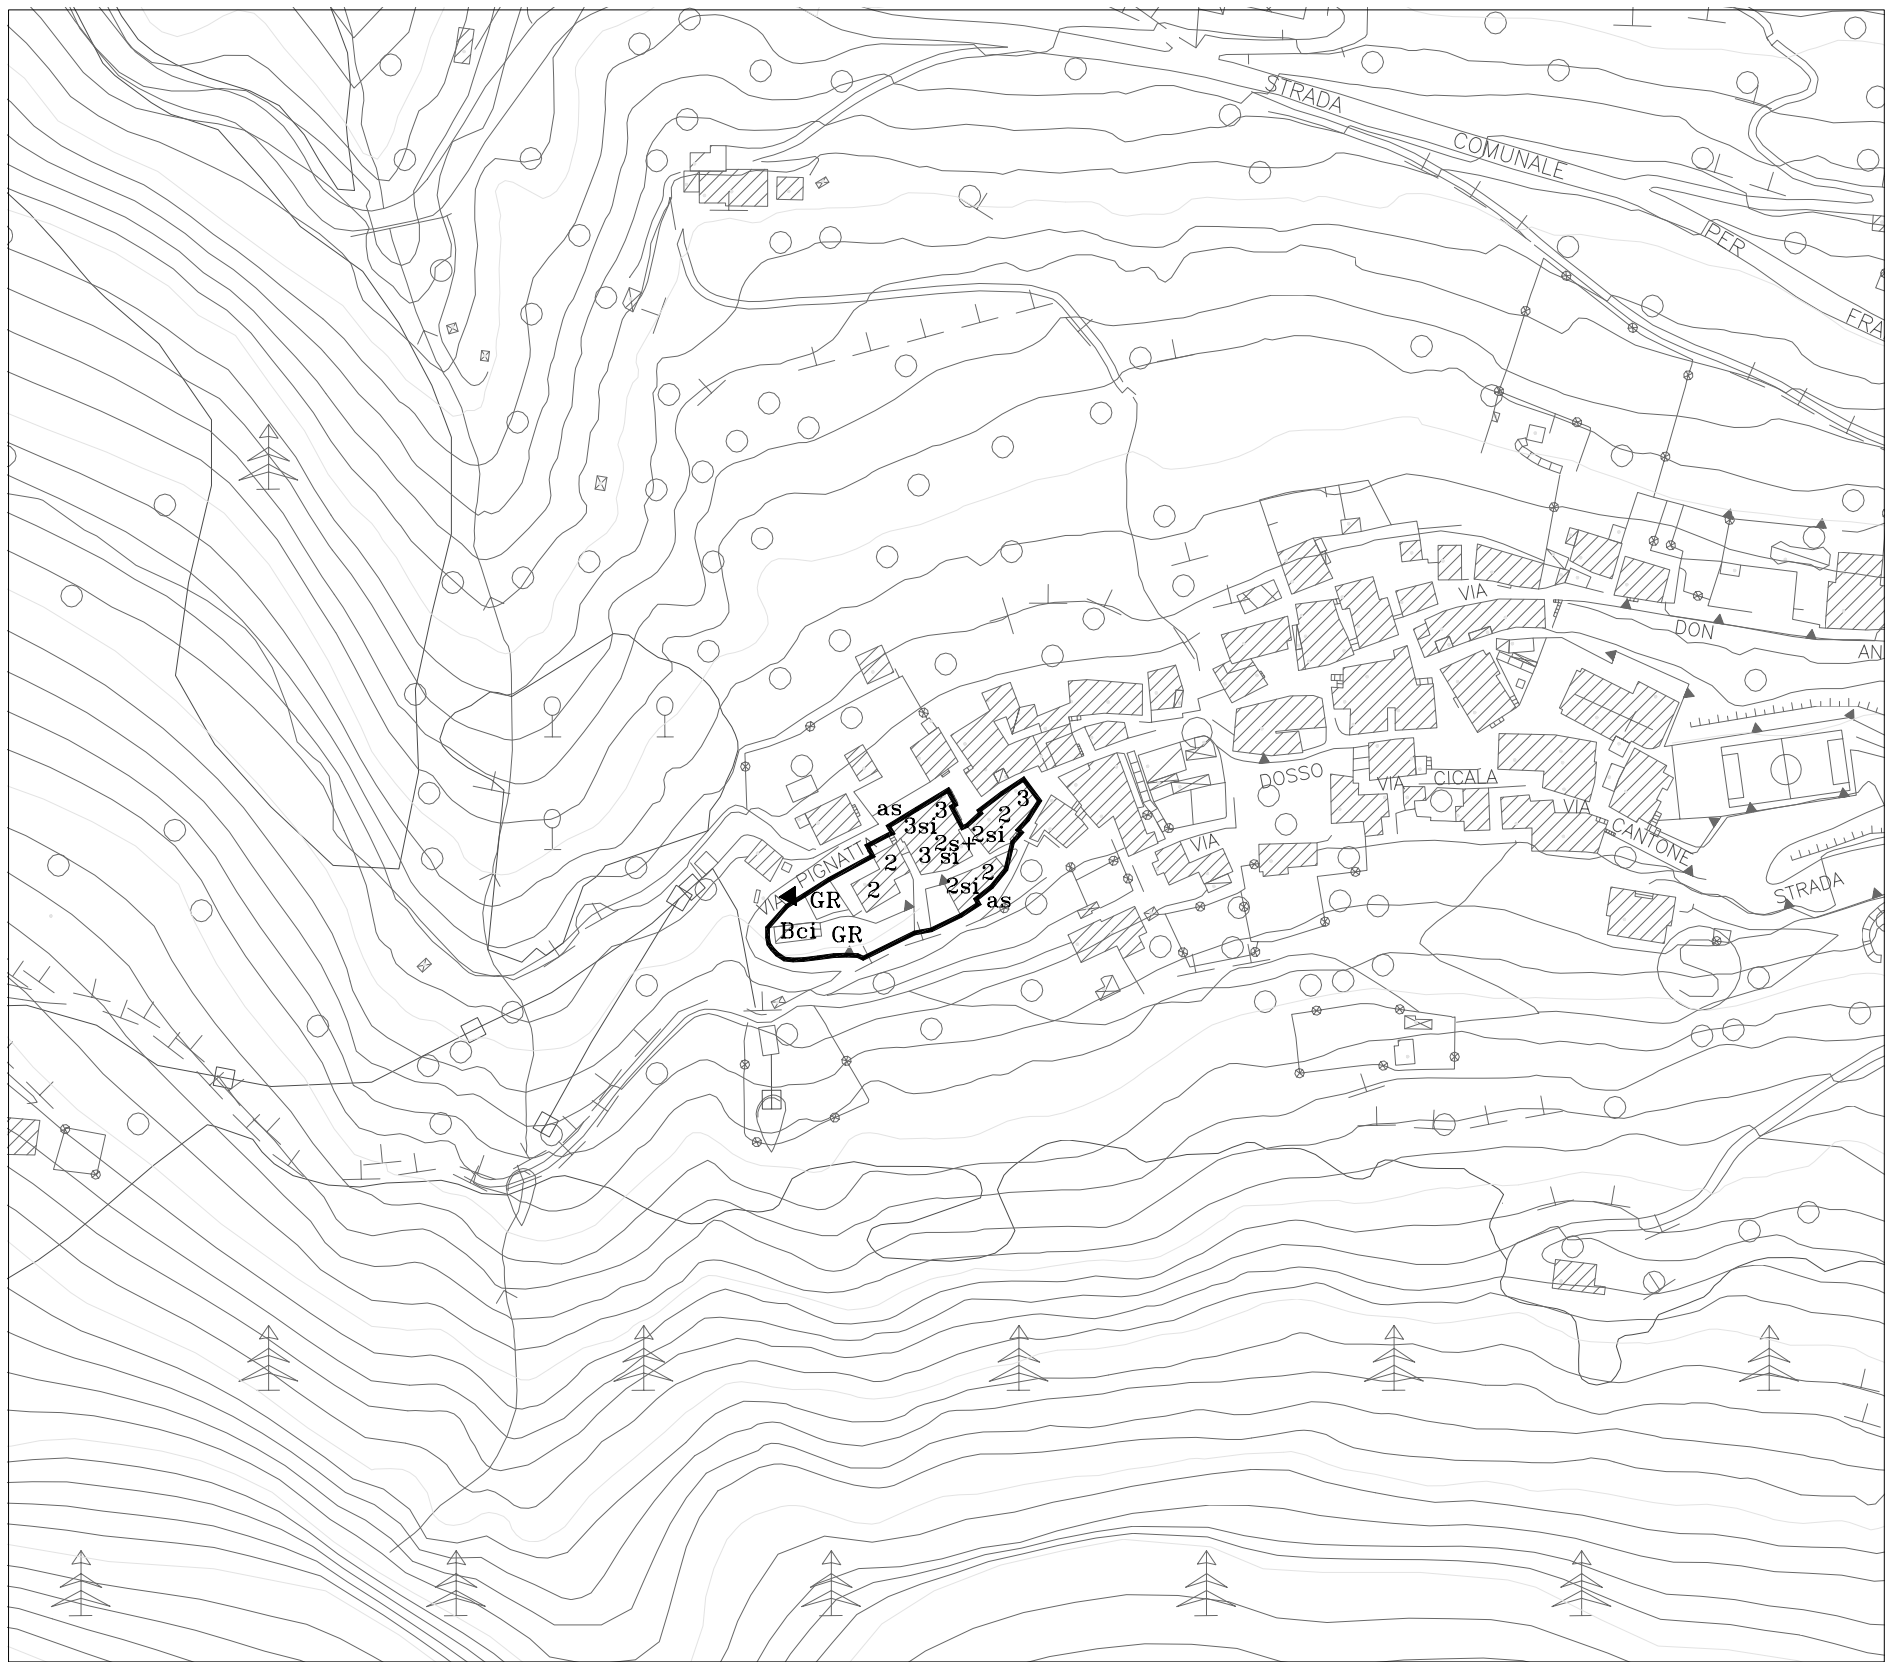 STRADA
COMUNALE
PER
FRA
VIA
DON
AN
DOSSO
VIA
CICALA
VIA
CANTONE
VIA
STRADA
VIA
PIGNATT
as
3
3si
3
2
2si
2s+
3
si
2
2
2si
2
as
GR
Bci
GR